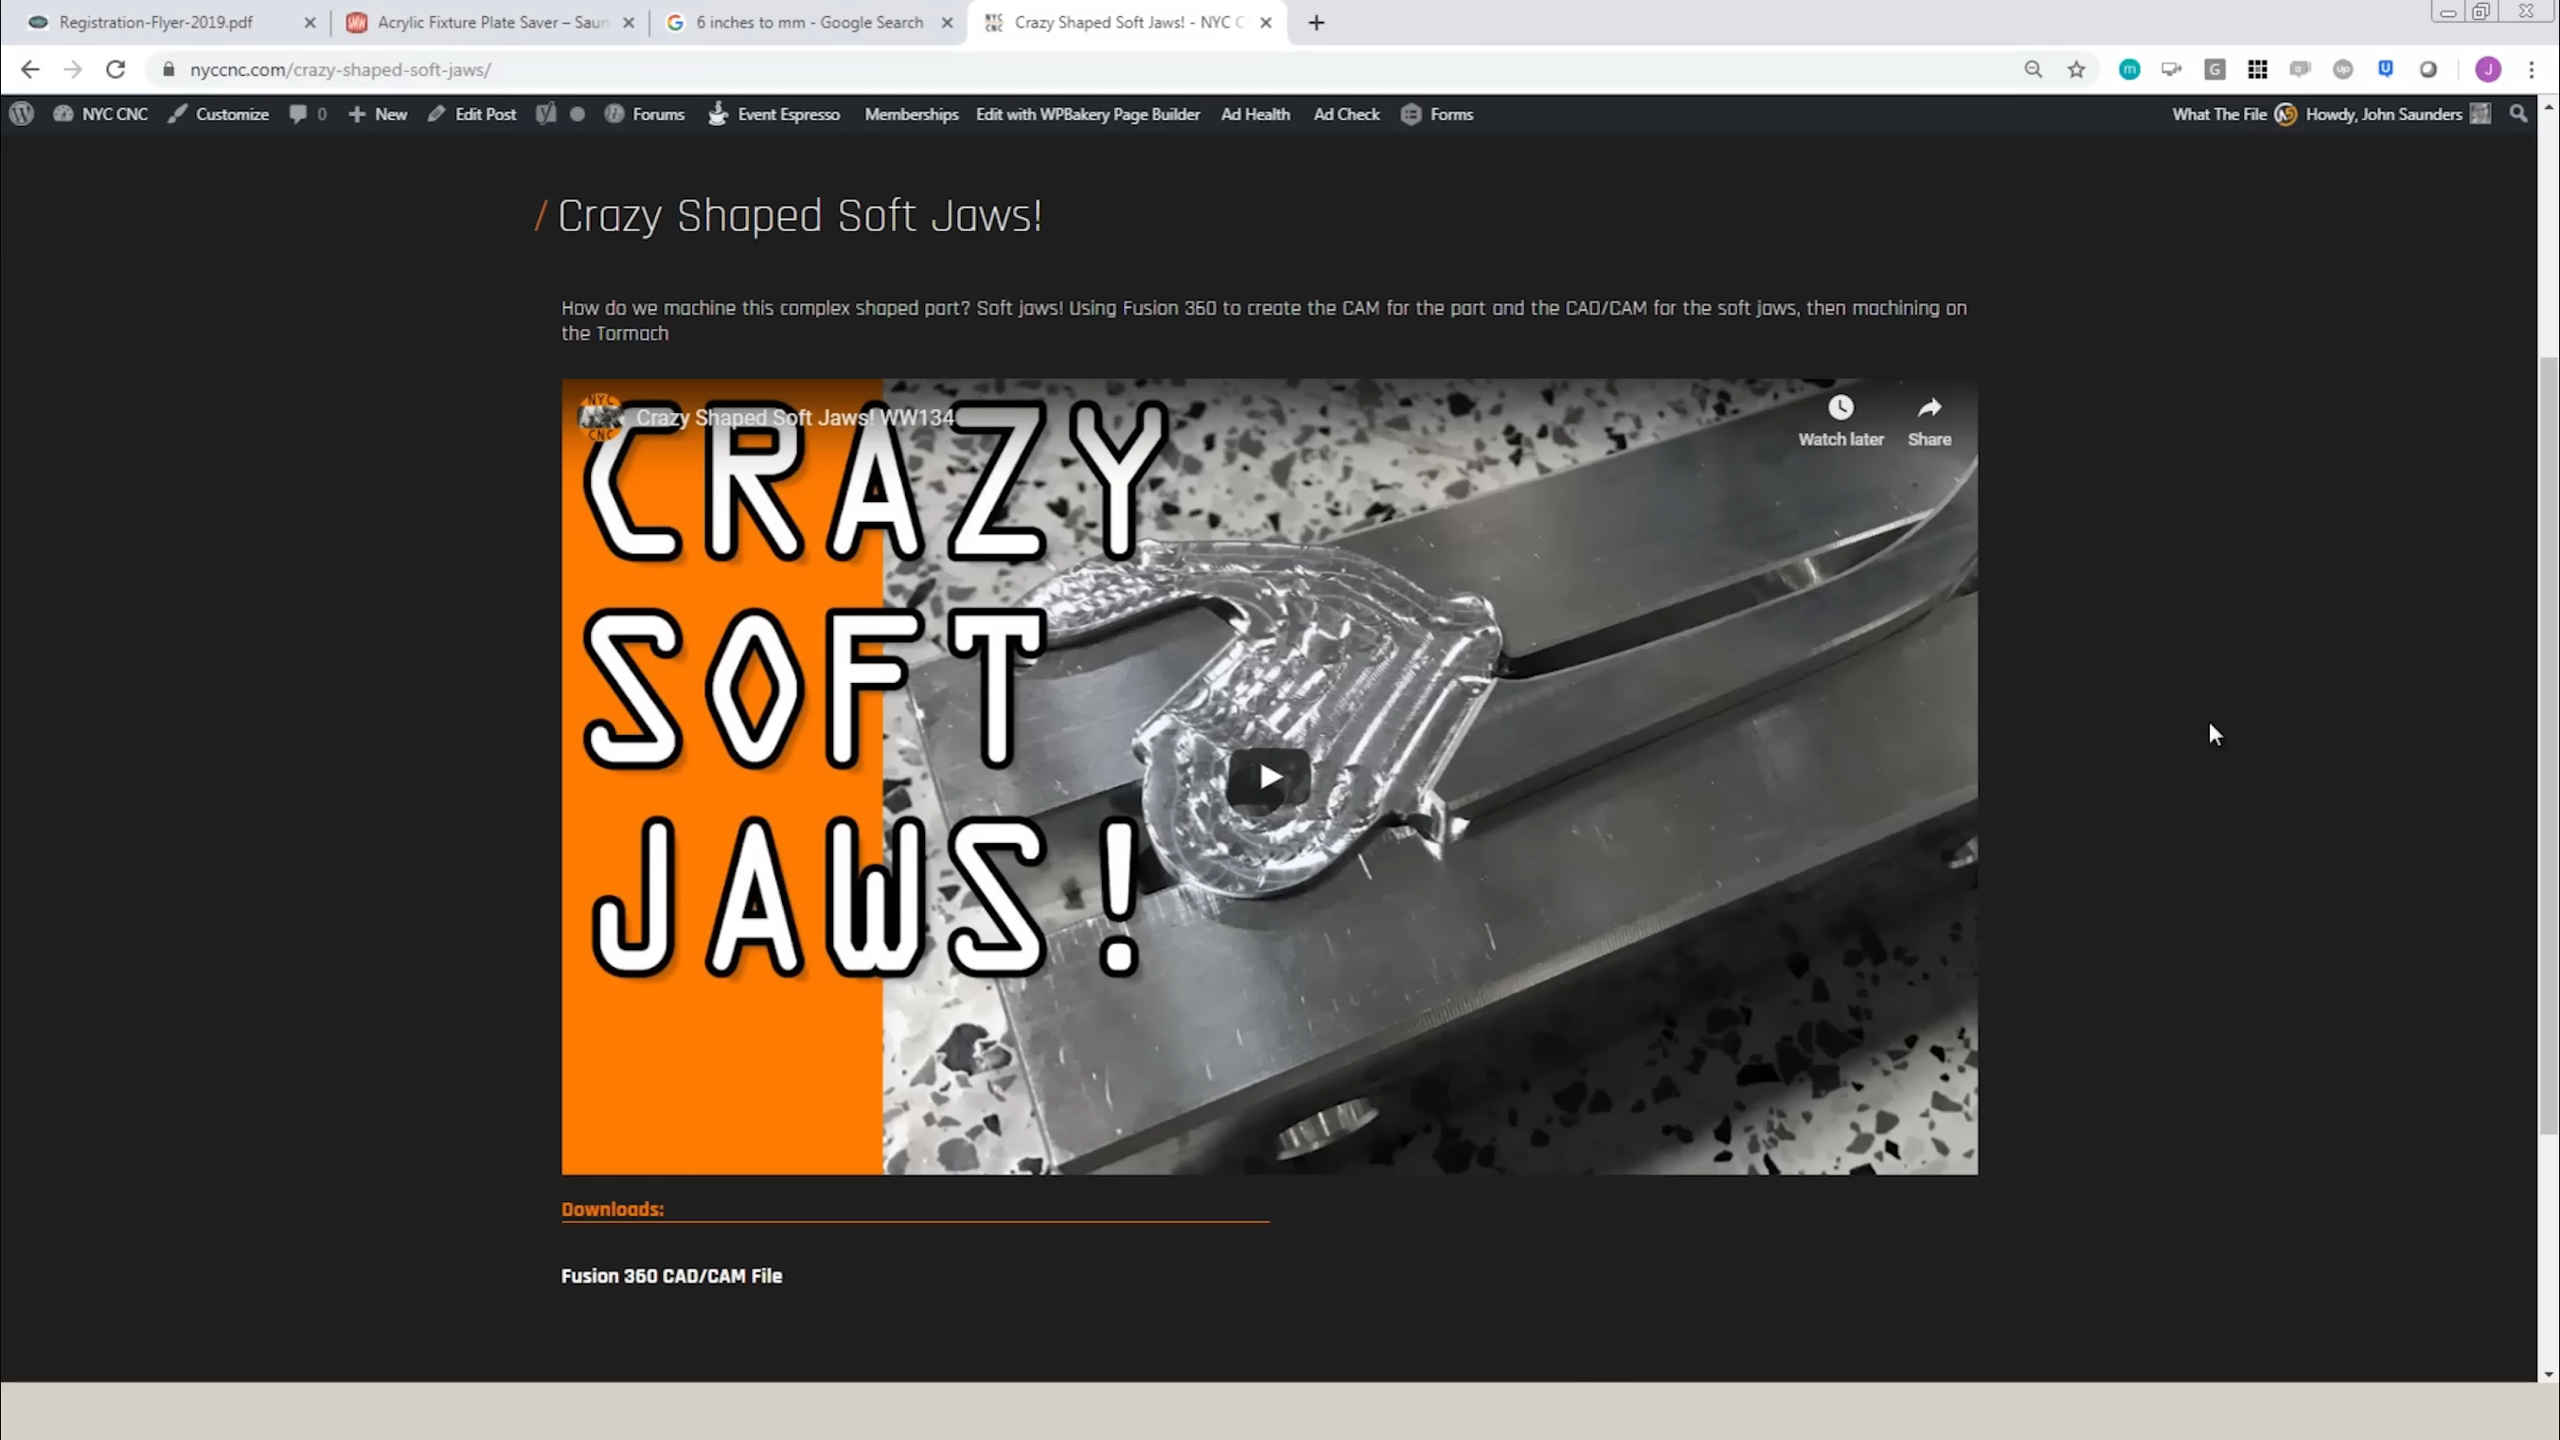 Registration-Flyer-2019.pdf
Acrylic Fixture Plate Saver – Saun
6 inches to mm - Google Search
NYC CNC
Crazy Shaped Soft Jaws! - NYC C
nyccnc.com/crazy-shaped-soft-jaws/
NYC CNC
Customize
0
New
Edit Post
Forums
Event Espresso
Memberships
Edit with WPBakery Page Builder
Ad Health
Ad Check
Forms
What The File
Howdy, John Saunders
/ Crazy Shaped Soft Jaws!
How do we machine this complex shaped part? Soft jaws! Using Fusion 360 to create the CAM for the part and the CAD/CAM for the soft jaws, then machining on
the Tormach
NYC
CNC
Crazy Shaped Soft Jaws! WW134
Watch later
Share
CRAZY
SOFT
JAWS!
Downloads:
Fusion 360 CAD/CAM File